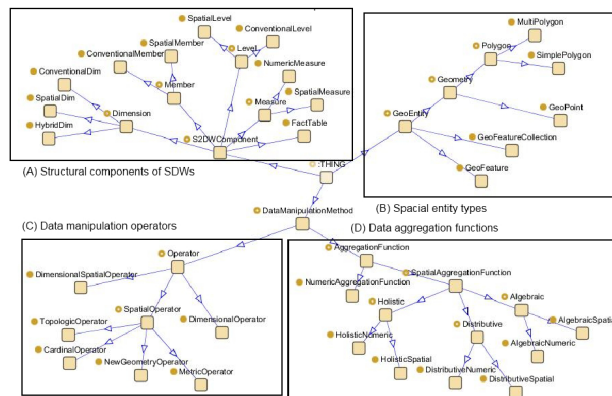 SpatialLevel
ConventionalLevel
SpatialMember
ConventionalMember
Level
NumericMeasure
ConventionalDim
Member
SpatialMeasure
SpatialDim
Measure
Dimension
FactTable
HybridDim
S2DWComponent
(A) Structural components of SDWs
MultiPolygon
Polygon
SimplePolygon
Geometry
GeoEntity
GeoPoint
GeoFeatureCollection
GeoFeature
(B) Spacial entity types
:THING
DataManipulationMethod
(C) Data manipulation operators
Operator
DimensionalSpatialOperator
SpatialOperator
TopologicOperator
DimensionalOperator
CardinalOperator
NewGeometryOperator
MetricOperator
(D) Data aggregation functions
AggregationFunction
SpatialAggregationFunction
NumericAggregationFunction
Holistic
Algebraic
AlgebraicSpatial
Distributive
HolisticNumeric
AlgebraicNumeric
HolisticSpatial
DistributiveNumeric
DistributiveSpatial